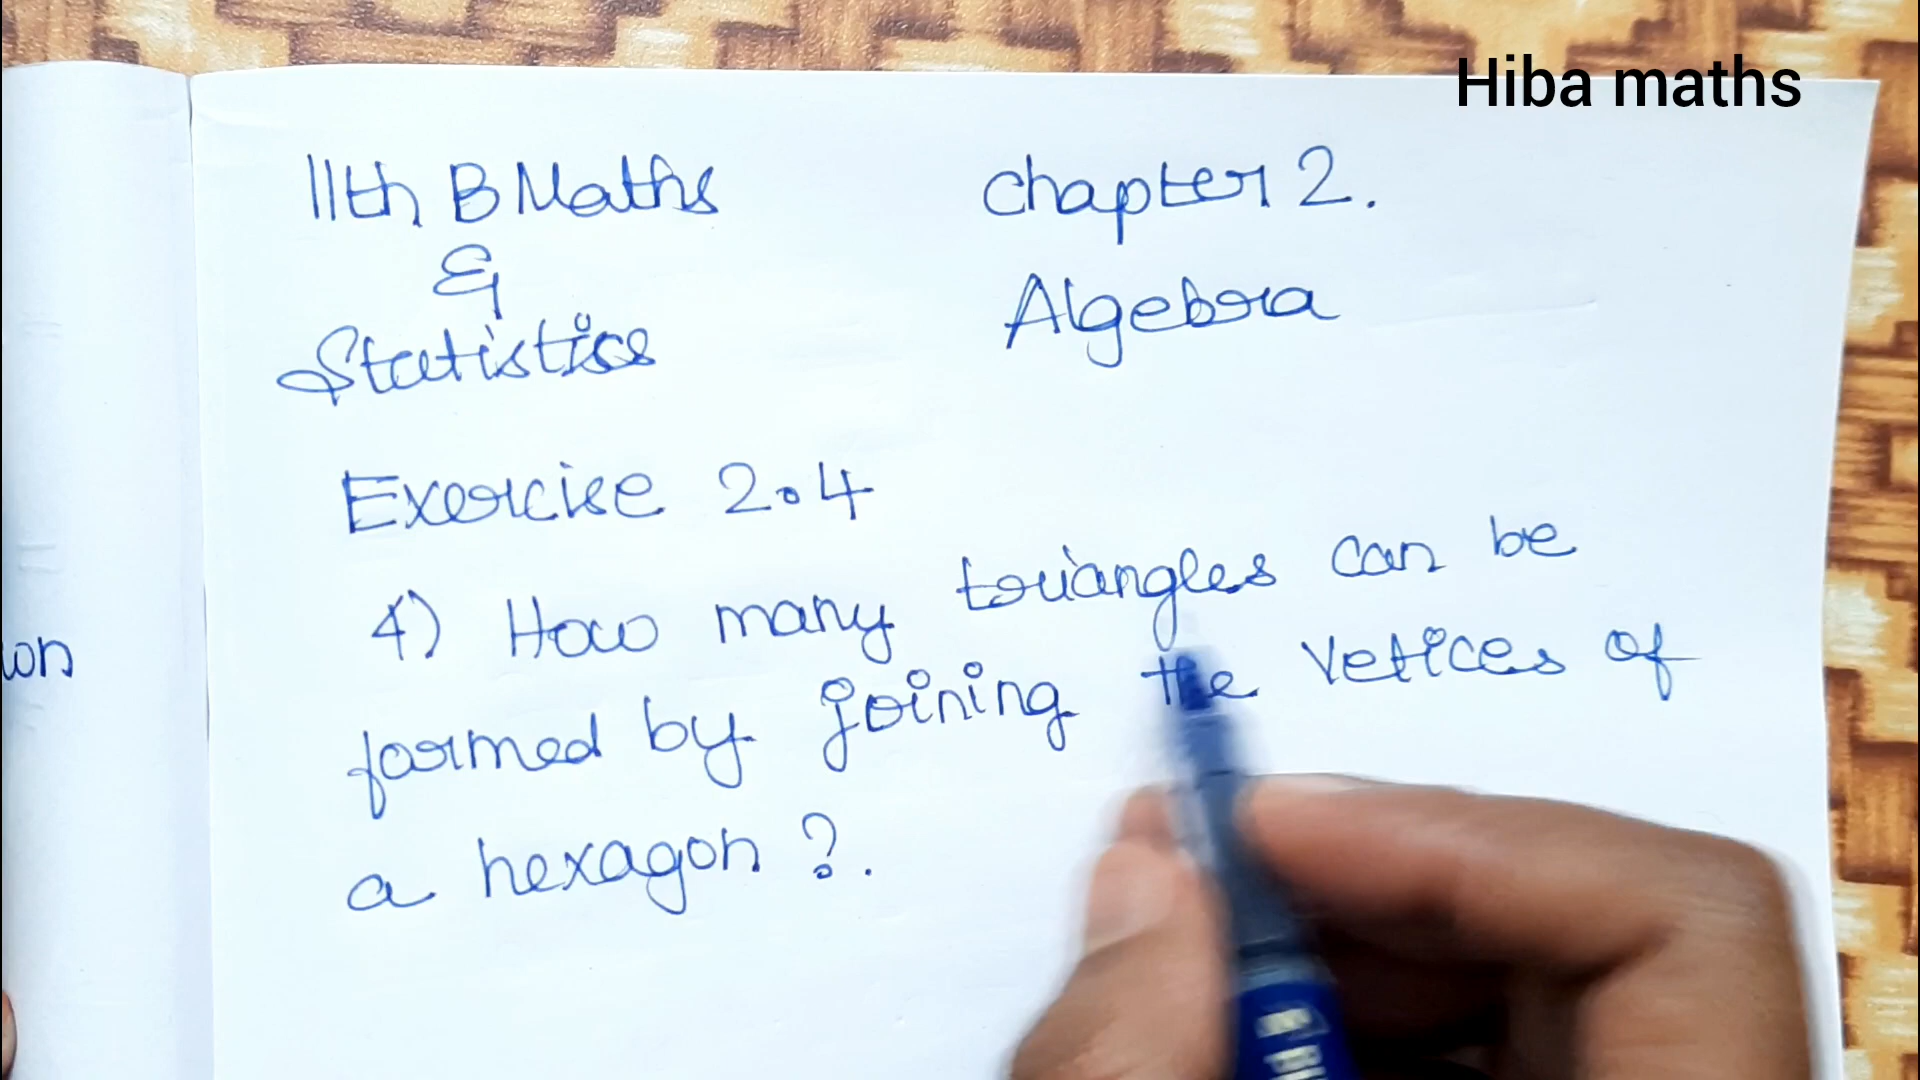 Hiba maths
11th B Maths
&
Statistics
Chapter 2.
Algebra
Exercise 2.4
4) How many triangles can be
formed by joining the vetices of
a hexagon ?.